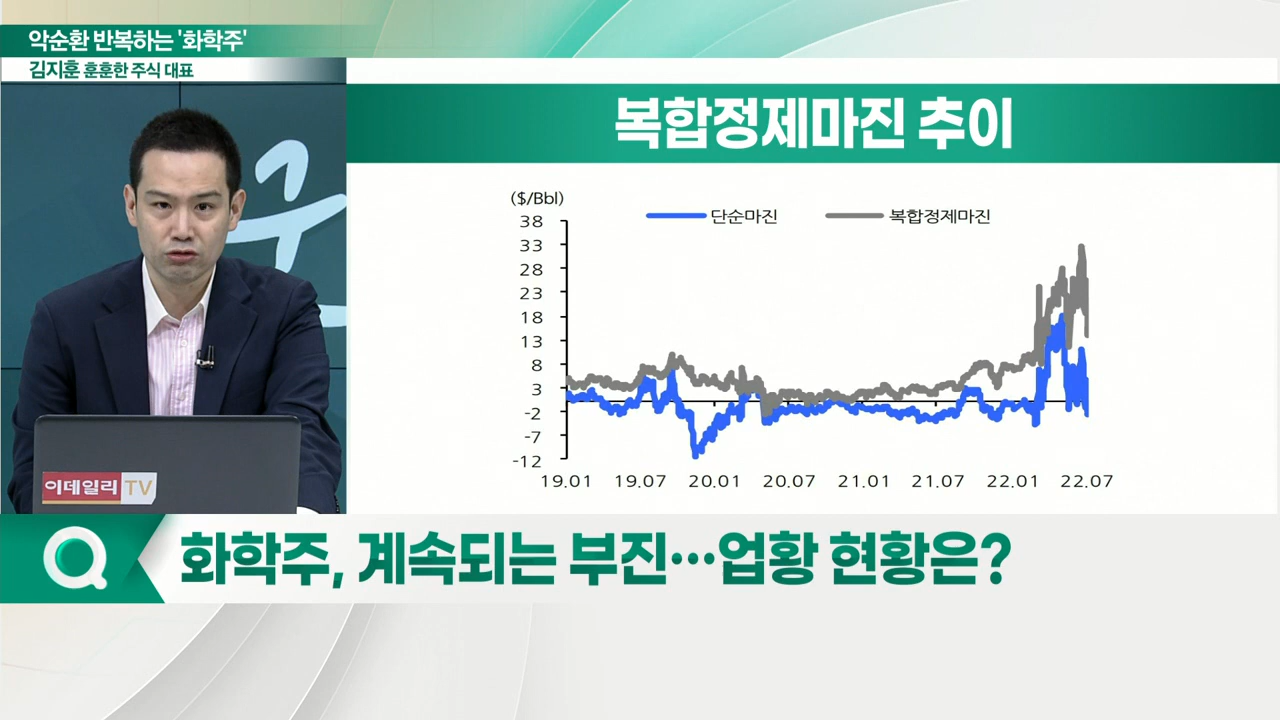 악순환 반복하는 '화학주'
김지훈 훈훈한 주식 대표
복합정제마진 추이
($/Bbl)
단순마진
복합정제마진
38
33
28
23
18
13
8
3
-2
-7
-12
19.01
19.07
20.01
20.07
21.01
21.07
22.01
22.07
이데일리TV
화학주, 계속되는 부진…업황 현황은?